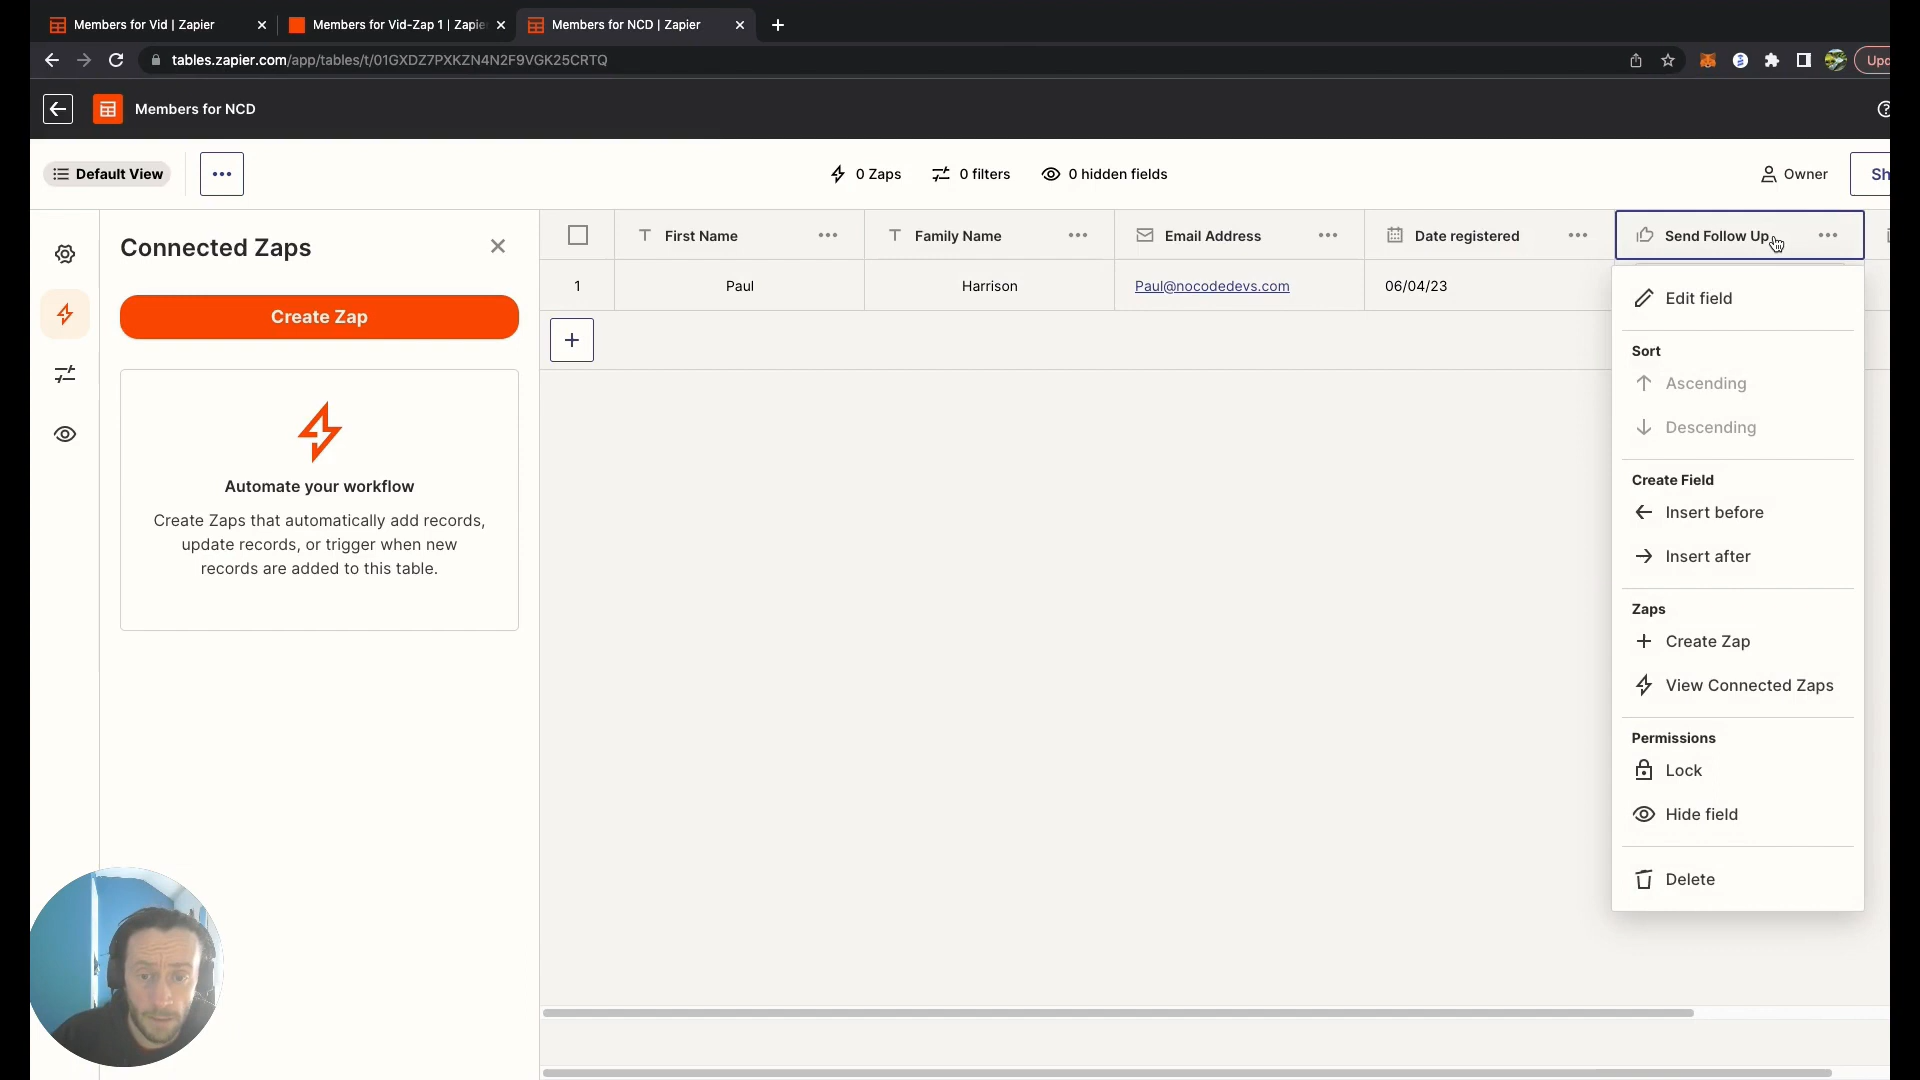 Members for Vid | Zapier
Members for Vid-Zap 1 | Zapie
Members for NCD | Zapier
tables.zapier.com/app/tables/t/01GXDZ7PXKZN4N2F9VGK25CRTQ
Upd
Members for NCD
Default View
0 Zaps
0 filters
0 hidden fields
Owner
Sh
Connected Zaps
Create Zap
Automate your workflow
Create Zaps that automatically add records,
update records, or trigger when new
records are added to this table.
First Name
Family Name
Email Address
Date registered
Send Follow Up
1
Paul
Harrison
Paul@nocodedevs.com
06/04/23
Edit field
Sort
Ascending
Descending
Create Field
Insert before
Insert after
Zaps
Create Zap
View Connected Zaps
Permissions
Lock
Hide field
Delete